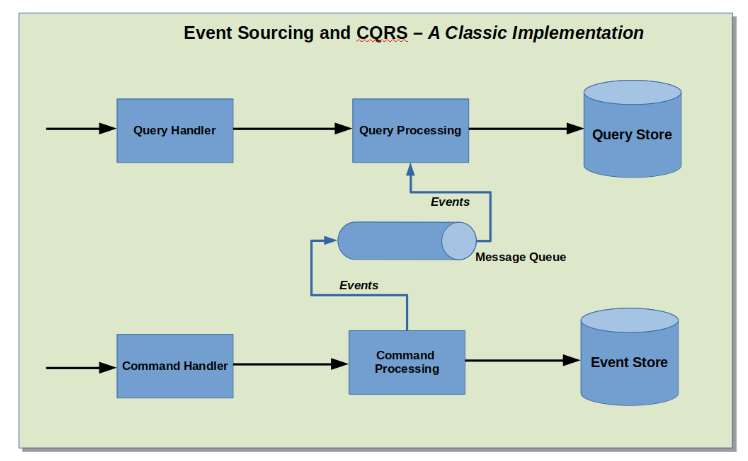 Event Sourcing and CQRS – A Classic Implementation
Query Handler
Query Processing
Query Store
Events
Message Queue
Events
Command Handler
Command
Processing
Event Store